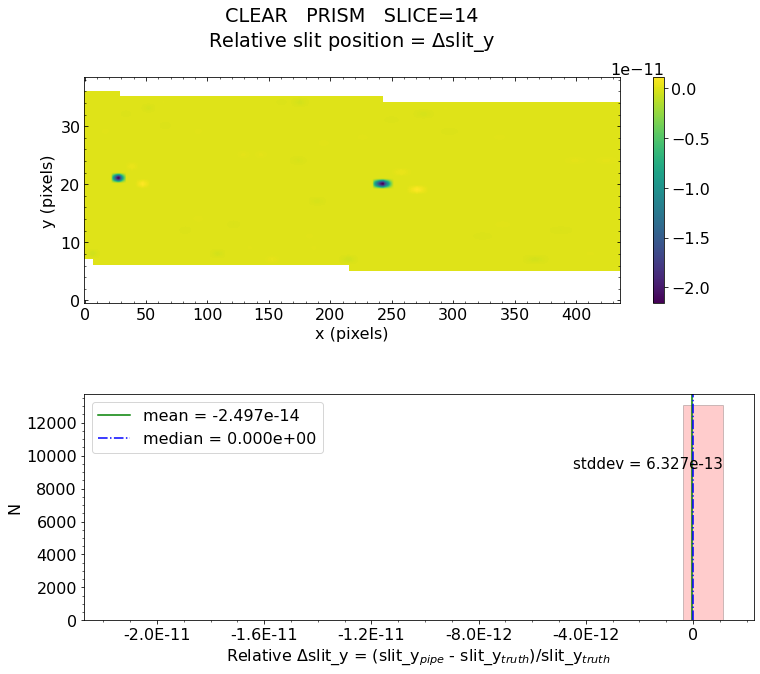 CLEAR PRISM SLICE=14
Relative slit position = Δslit_y
1e−11
0.0
−0.5
−1.0
−1.5
−2.0
y (pixels)
30
20
10
0
0 50 100 150 200 250 300 350 400
x (pixels)
mean = -2.497e-14
median = 0.000e+00
stddev = 6.327e-13
N
12000
10000
8000
6000
4000
2000
0
-2.0E-11 -1.6E-11 -1.2E-11 -8.0E-12 -4.0E-12 0
Relative Δslit_y = (slit_y_pipe - slit_y_truth)/slit_y_truth